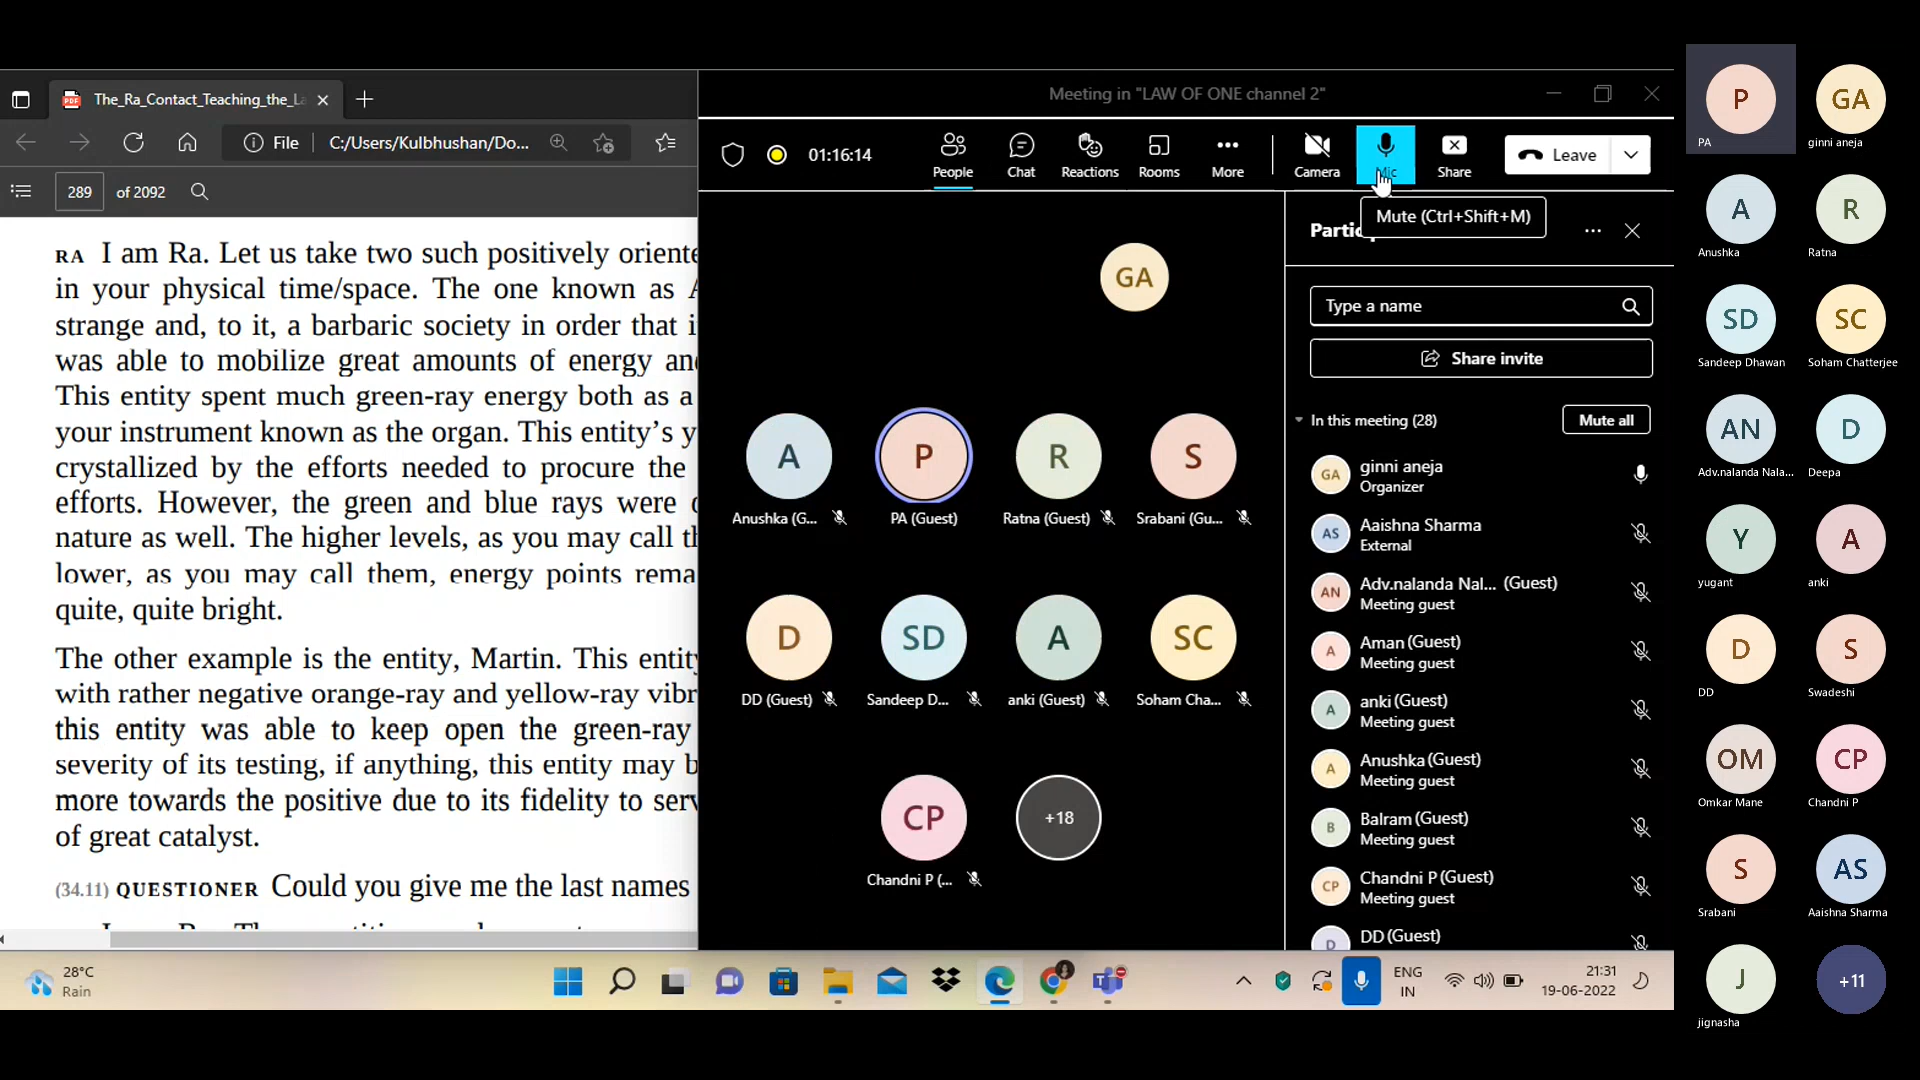 The_Ra_Contact_Teaching_the_La
File
C:/Users/Kulbhushan/Do...
289 of 2092
RA I am Ra. Let us take two such positively oriente
in your physical time/space. The one known as A
strange and, to it, a barbaric society in order that i
was able to mobilize great amounts of energy and
This entity spent much green-ray energy both as a
your instrument known as the organ. This entity's y
crystallized by the efforts needed to procure the
efforts. However, the green and blue rays were
nature as well. The higher levels, as you may call th
lower, as you may call them, energy points rema
quite, quite bright.
The other example is the entity, Martin. This entity
with rather negative orange-ray and yellow-ray vibr
this entity was able to keep open the green-ray
severity of its testing, if anything, this entity may b
more towards the positive due to its fidelity to serv
of great catalyst.
(34.11) QUESTIONER Could you give me the last names
Meeting in "LAW OF ONE channel 2"
01:16:14
People
Chat
Reactions
Rooms
More
Camera
Mic
Share
Leave
Mute (Ctrl+Shift+M)
GA
A
P
R
S
Anushka (G...
PA (Guest)
Ratna (Guest)
Srabani (Gu...
D
SD
A
SC
DD (Guest)
Sandeep D...
anki (Guest)
Soham Cha...
CP
+18
Chandni P (...
Partic
Type a name
Share invite
In this meeting (28)
Mute all
GA
ginni aneja
Organizer
AS
Aaishna Sharma
External
AN
Adv.nalanda Nal... (Guest)
Meeting guest
A
Aman (Guest)
Meeting guest
A
anki (Guest)
Meeting guest
A
Anushka (Guest)
Meeting guest
B
Balram (Guest)
Meeting guest
CP
Chandni P (Guest)
Meeting guest
D
DD (Guest)
P
GA
PA
ginni aneja
A
R
Anushka
Ratna
SD
SC
Sandeep Dhawan
Soham Chatterjee
AN
D
Adv.nalanda Nala...
Deepa
Y
A
yugant
anki
D
S
DD
Swadeshi
OM
CP
Omkar Mane
Chandni P
S
AS
Srabani
Aaishna Sharma
J
+11
jignasha
28°C
Rain
ENG
IN
21:31
19-06-2022